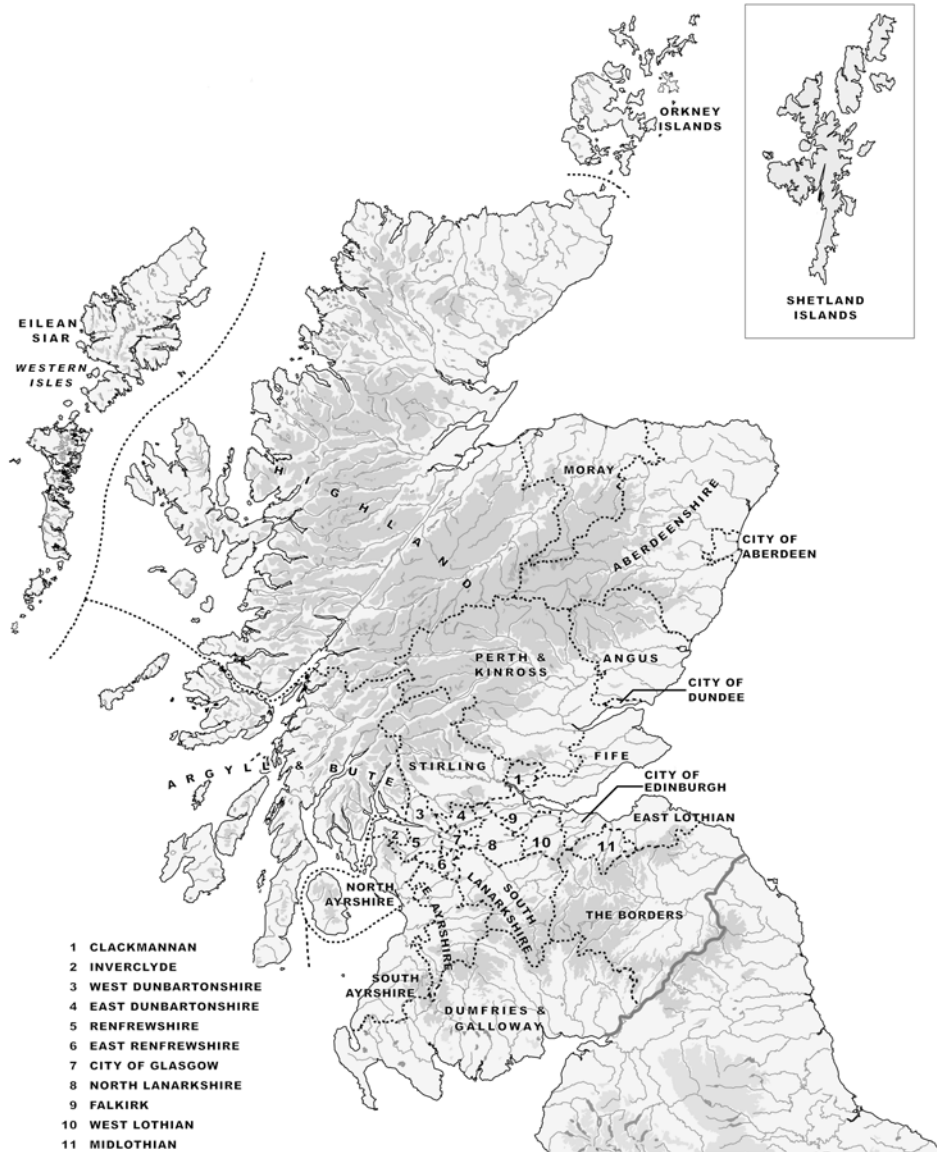 ORKNEY
ISLANDS
SHETLAND
ISLANDS
EILEAN
SIAR
WESTERN
ISLES
HIGHLAND
MORAY
ABERDEENSHIRE
CITY OF
ABERDEEN
PERTH &
KINROSS
ANGUS
CITY OF
DUNDEE
FIFE
STIRLING
ARGYLL & BUTE
1
CITY OF
EDINBURGH
EAST LOTHIAN
3
4
9
2
5
7
8
10
11
6
NORTH
AYRSHIRE
E AYRSHIRE
SOUTH
LANARKSHIRE
THE BORDERS
SOUTH
AYRSHIRE
DUMFRIES &
GALLOWAY
1 CLACKMANNAN
2 INVERCLYDE
3 WEST DUNBARTONSHIRE
4 EAST DUNBARTONSHIRE
5 RENFREWSHIRE
6 EAST RENFREWSHIRE
7 CITY OF GLASGOW
8 NORTH LANARKSHIRE
9 FALKIRK
10 WEST LOTHIAN
11 MIDLOTHIAN